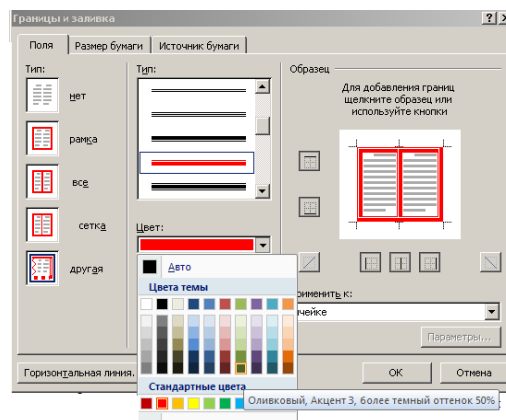 Границы и заливка
Поля
Размер бумаги
Источник бумаги
Тип:
нет
рамка
все
сетка
другая
Тип:
Цвет:
Авто
Цвета темы
Стандартные цвета
Образец
Для добавления границ
щелкните образец или
используйте кнопки
Применить к:
ячейке
Параметры...
Горизонтальная линия.
ОК
Отмена
Оливковый, Акцент 3, более темный оттенок 50%